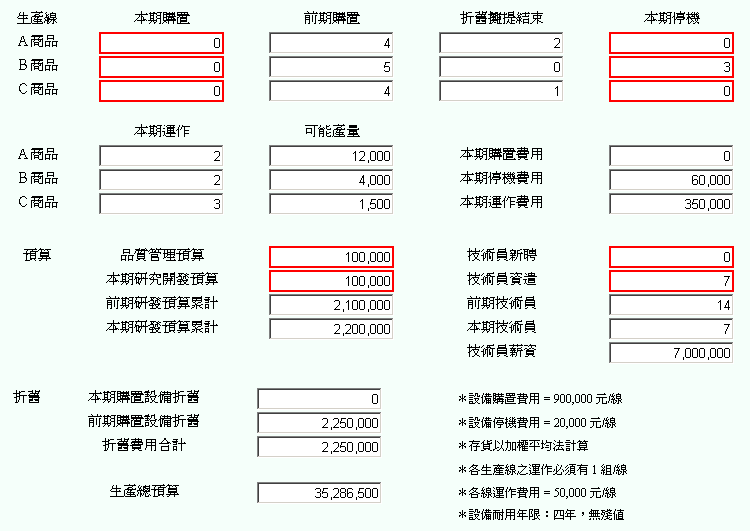 生產線 本期購置 前期購置 折舊攤提結束 本期停機
A商品 0 4 2 0
B商品 0 5 0 3
C商品 0 4 1 0
本期運作 可能產量
A商品 2 12,000 本期購置費用 0
B商品 2 4,000 本期停機費用 60,000
C商品 3 1,500 本期運作費用 350,000
預算 品質管理預算 100,000 技術員新聘 0
本期研究開發預算 100,000 技術員資遣 7
前期研發預算累計 2,100,000 前期技術員 14
本期研發預算累計 2,200,000 本期技術員 7
技術員薪資 7,000,000
折舊 本期購置設備折舊 0 *設備購置費用 = 900,000 元/線
前期購置設備折舊 2,250,000 *設備停機費用 = 20,000 元/線
折舊費用合計 2,250,000 *存貨以加權平均法計算
*各生產線之運作必須有 1 組/線
生產總預算 35,286,500 *各線運作費用 = 50,000 元/線
*設備耐用年限：四年，無殘值